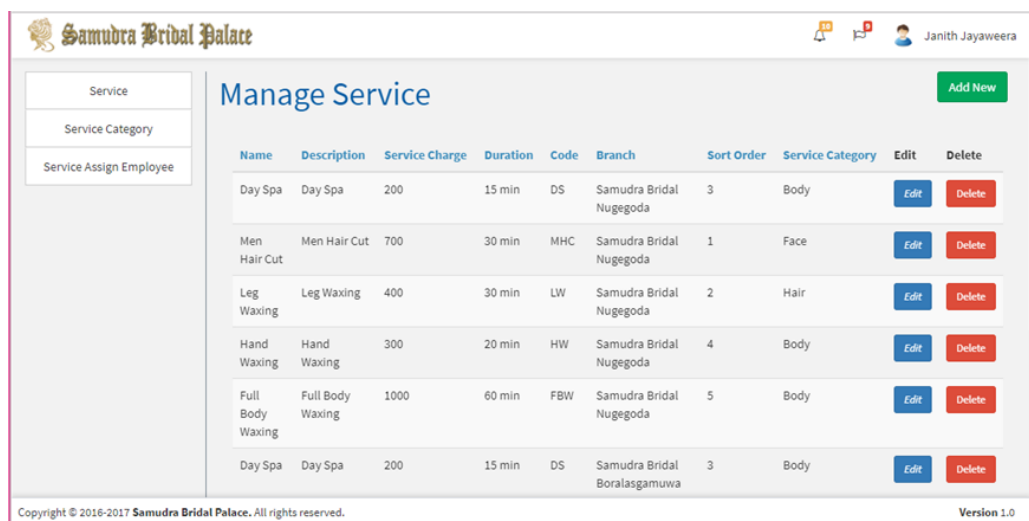 Samudra Bridal Palace
10
9
Janith Jayaweera
Service
Service Category
Service Assign Employee
Manage Service
Add New
Name Description Service Charge Duration Code Branch Sort Order Service Category Edit Delete
Day Spa Day Spa 200 15 min DS Samudra Bridal 3 Body Edit Delete
Nugegoda
Men Men Hair Cut 700 30 min MHC Samudra Bridal 1 Face Edit Delete
Hair Cut Nugegoda
Leg Leg Waxing 400 30 min LW Samudra Bridal 2 Hair Edit Delete
Waxing Nugegoda
Hand Hand 300 20 min HW Samudra Bridal 4 Body Edit Delete
Waxing Waxing Nugegoda
Full Full Body 1000 60 min FBW Samudra Bridal 5 Body Edit Delete
Body Waxing Nugegoda
Waxing
Day Spa Day Spa 200 15 min DS Samudra Bridal 3 Body Edit Delete
Boralasgamuwa
Copyright © 2016-2017 Samudra Bridal Palace. All rights reserved. Version 1.0